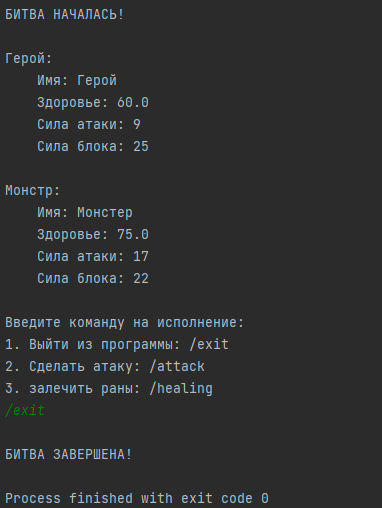 БИТВА НАЧАЛАСЬ!
Герой:
Имя: Герой
Здоровье: 60.0
Сила атаки: 9
Сила блока: 25
Монстр:
Имя: Монстер
Здоровье: 75.0
Сила атаки: 17
Сила блока: 22
Введите команду на исполнение:
1. Выйти из программы: /exit
2. Сделать атаку: /attack
3. залечить раны: /healing
/exit
БИТВА ЗАВЕРШЕНА!
Process finished with exit code 0